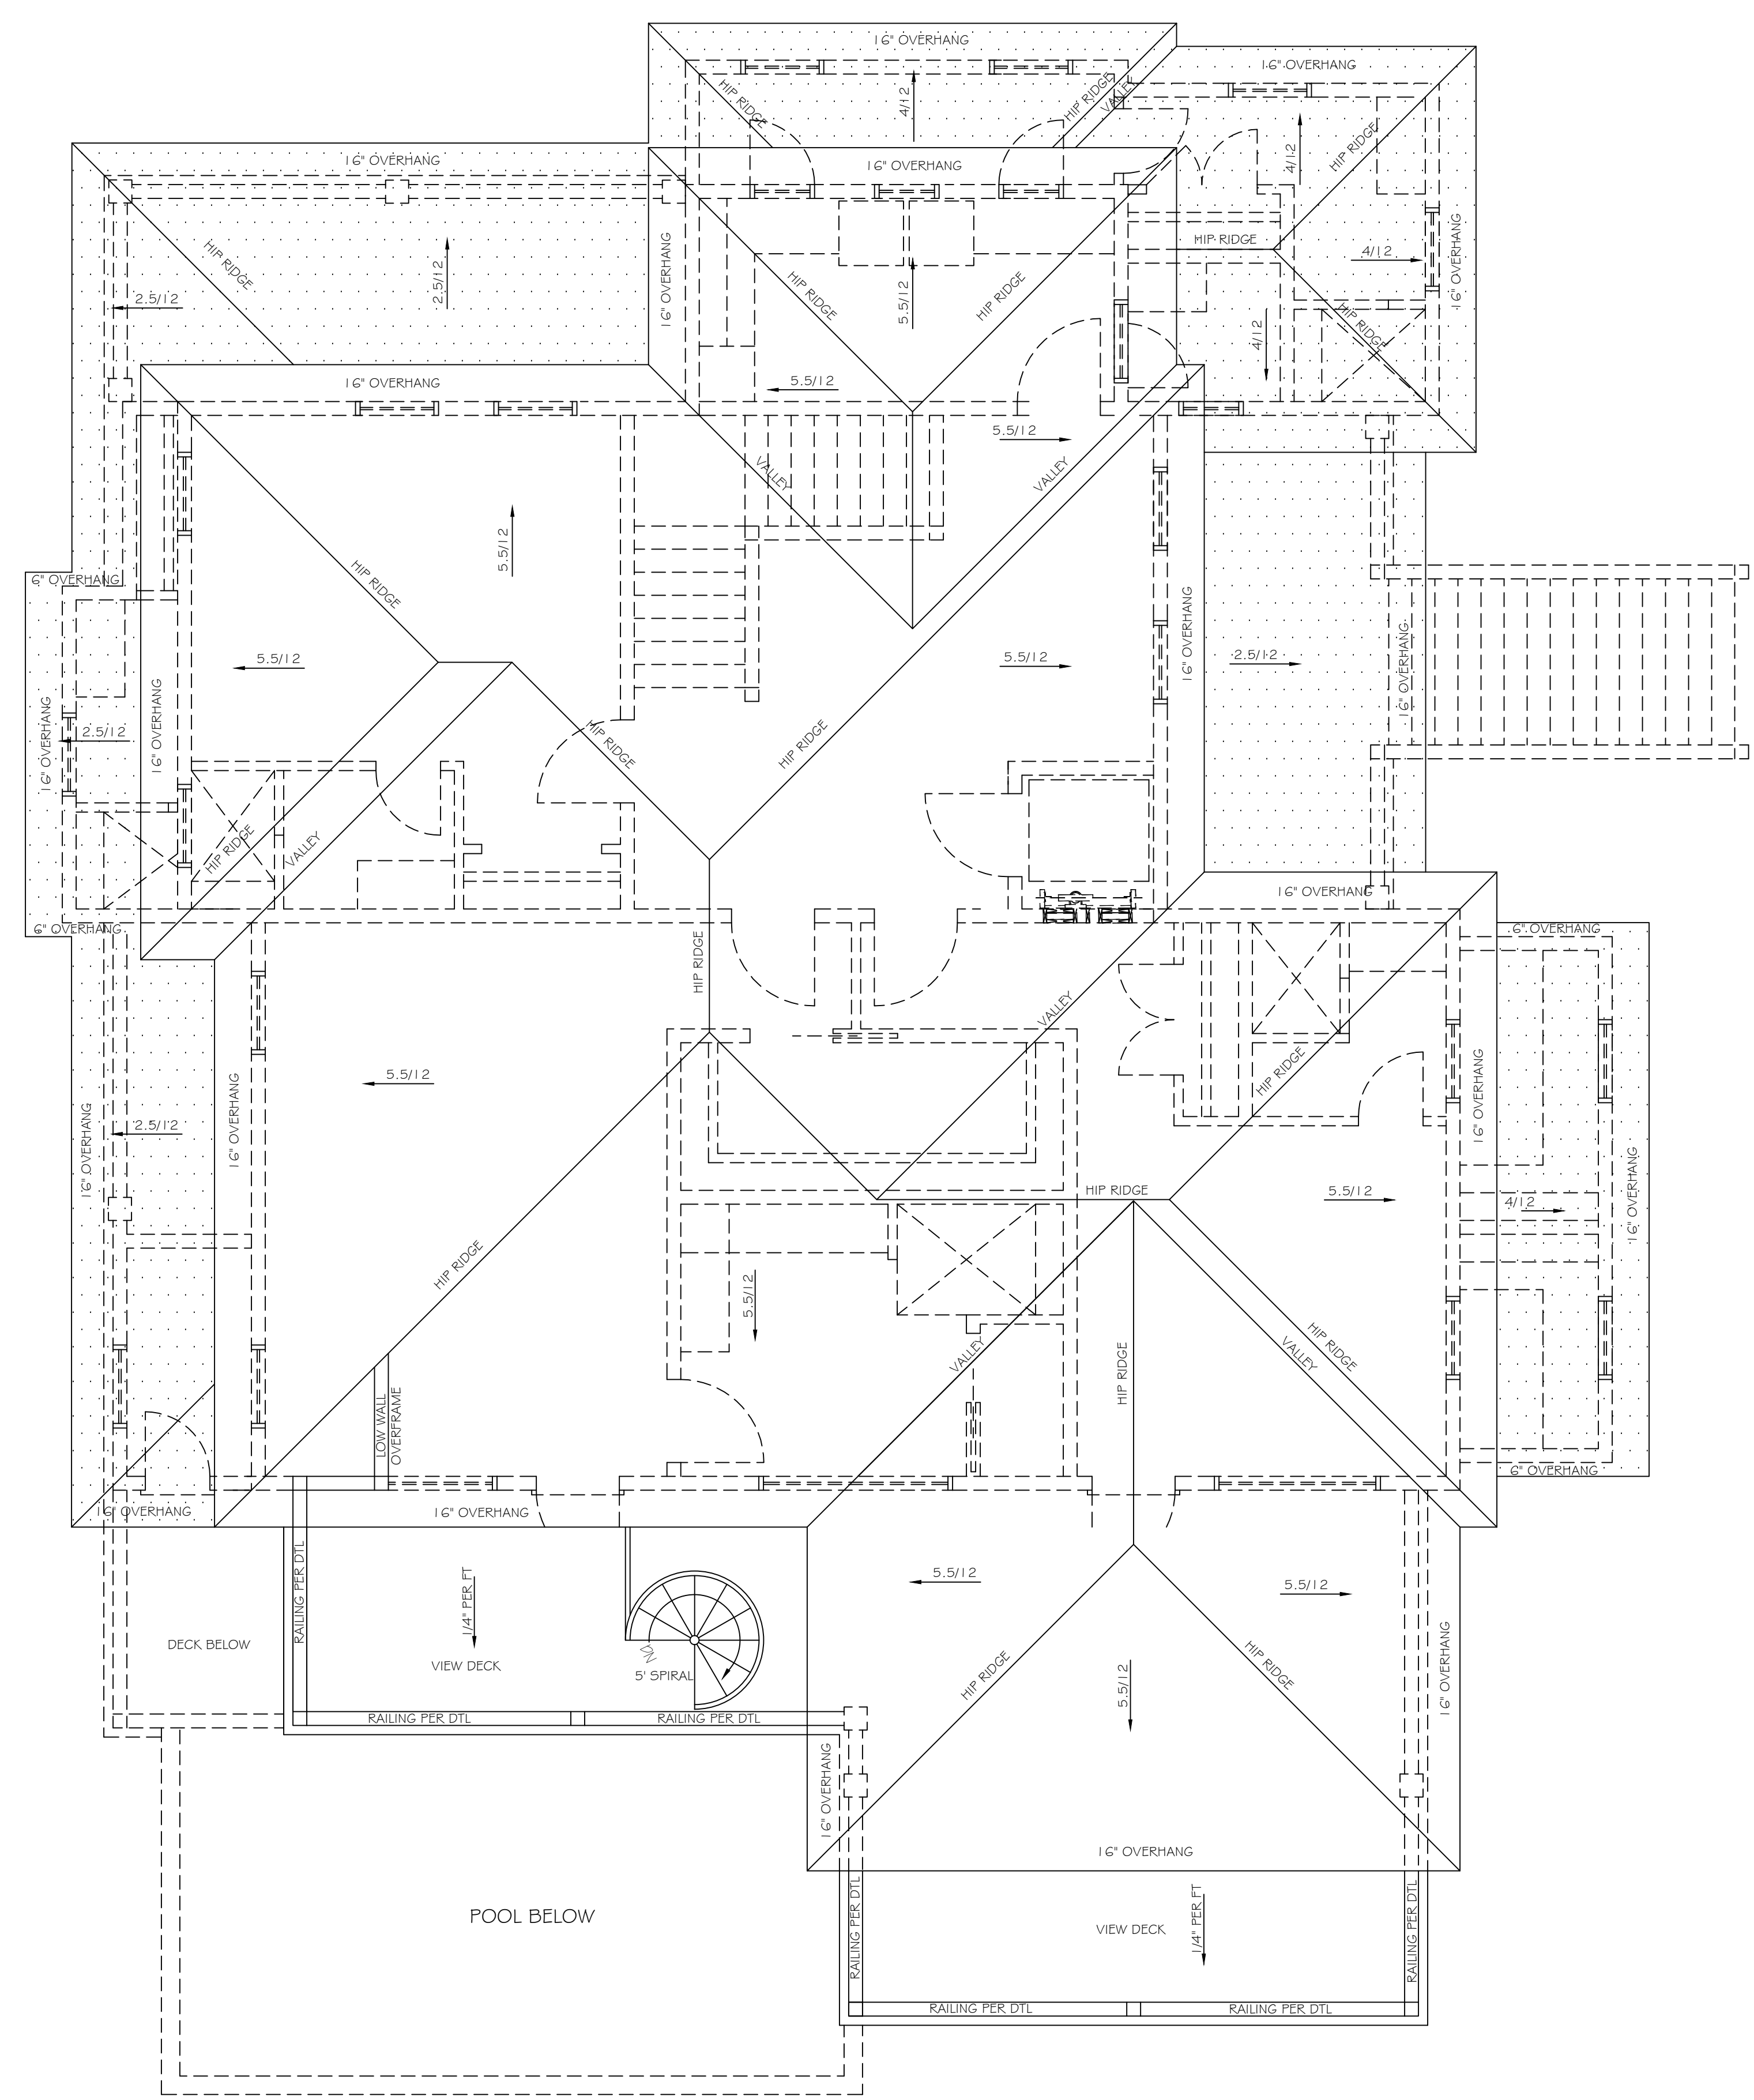 16" OVERHANG
16" OVERHANG
HIP RIDGE
4/12
HIP RIDGE
VALLEY
4/12
HIP RIDGE
16" OVERHANG
16" OVERHANG
HIP RIDGE
2.5/12
2.5/12
16" OVERHANG
HIP RIDGE
5.5/12
HIP RIDGE
HIP RIDGE
4/12
16" OVERHANG
4/12
HIP RIDGE
16" OVERHANG
5.5/12
5.5/12
VALLEY
VALLEY
5.5/12
6" OVERHANG
HIP RIDGE
5.5/12
5.5/12
16" OVERHANG
2.5/12
16" OVERHANG
16" OVERHANG
2.5/12
16" OVERHANG
HIP RIDGE
HIP RIDGE
HIP RIDGE
VALLEY
16" OVERHANG
6" OVERHANG
6" OVERHANG
HIP RIDGE
VALLEY
5.5/12
HIP RIDGE
16" OVERHANG
2.5/12
16" OVERHANG
16" OVERHANG
HIP RIDGE
5.5/12
4/12
16" OVERHANG
HIP RIDGE
5.5/12
VALLEY
HIP RIDGE
VALLEY
HIP RIDGE
LOW WALL
OVERFRAME
6" OVERHANG
16" OVERHANG
16" OVERHANG
5.5/12
5.5/12
RAILING PER DTL
1/4" PER FT
DECK BELOW
VIEW DECK
DN
5' SPIRAL
HIP RIDGE
5.5/12
HIP RIDGE
16" OVERHANG
RAILING PER DTL
RAILING PER DTL
16" OVERHANG
16" OVERHANG
POOL BELOW
RAILING PER DTL
VIEW DECK
1/4" PER FT
RAILING PER DTL
RAILING PER DTL
RAILING PER DTL